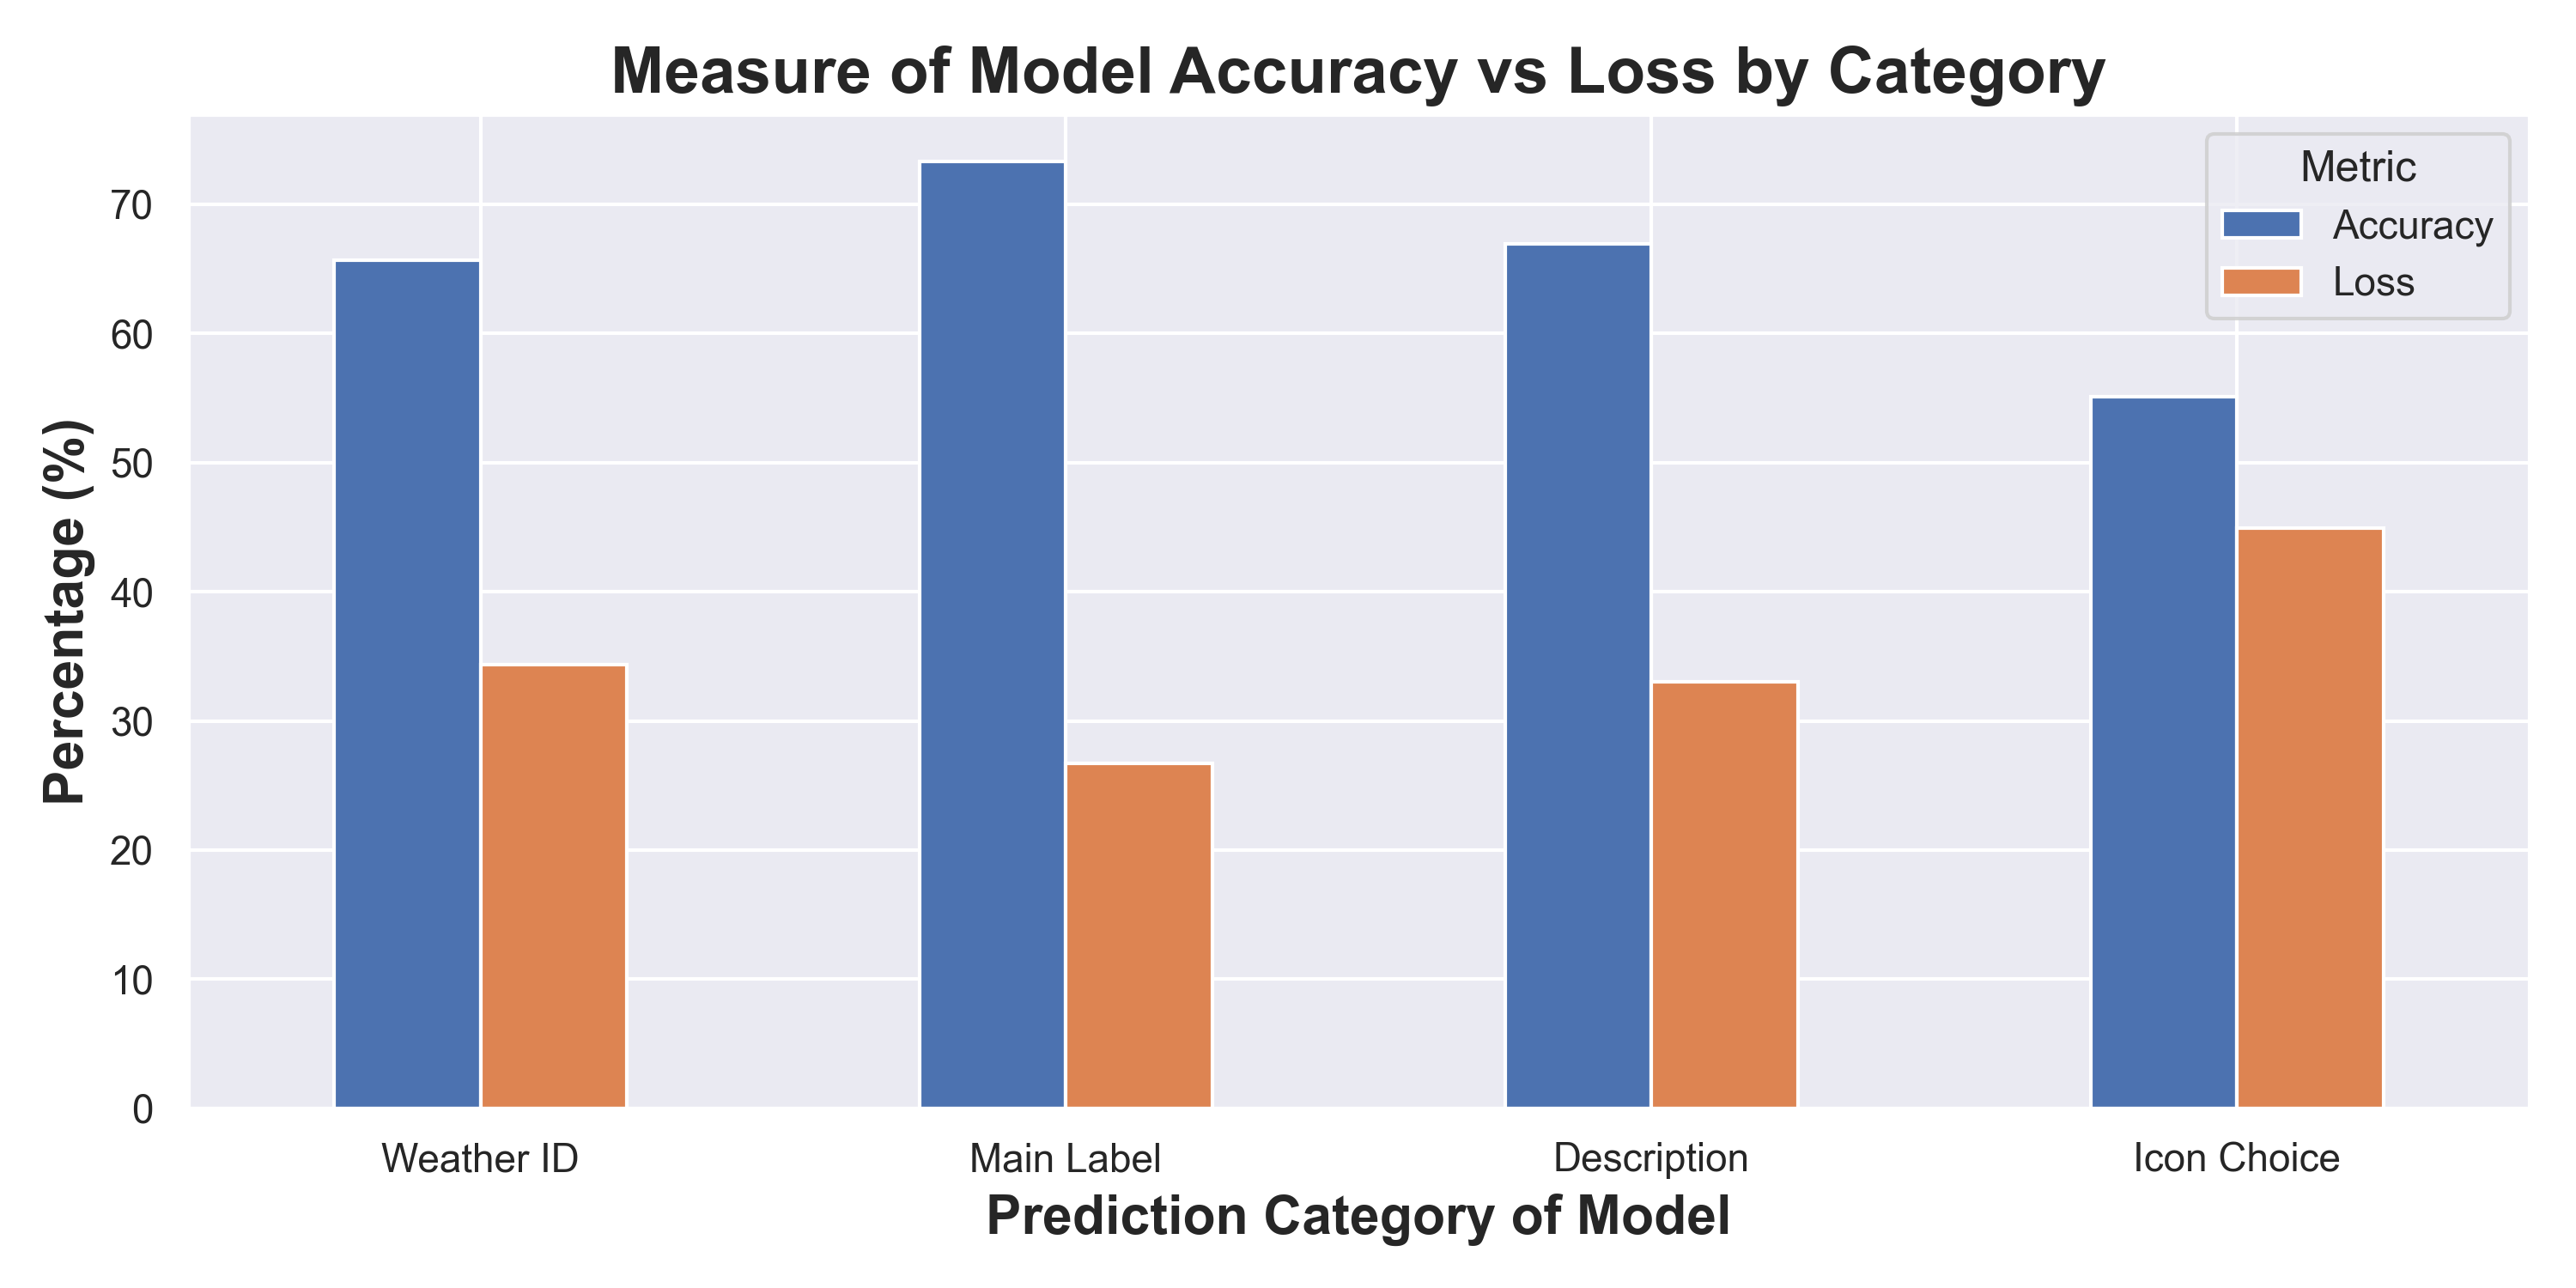 Measure of Model Accuracy vs Loss by Category
Metric
Accuracy
Loss
Percentage (%)
70
60
50
40
30
20
10
0
Weather ID
Main Label
Description
Icon Choice
Prediction Category of Model